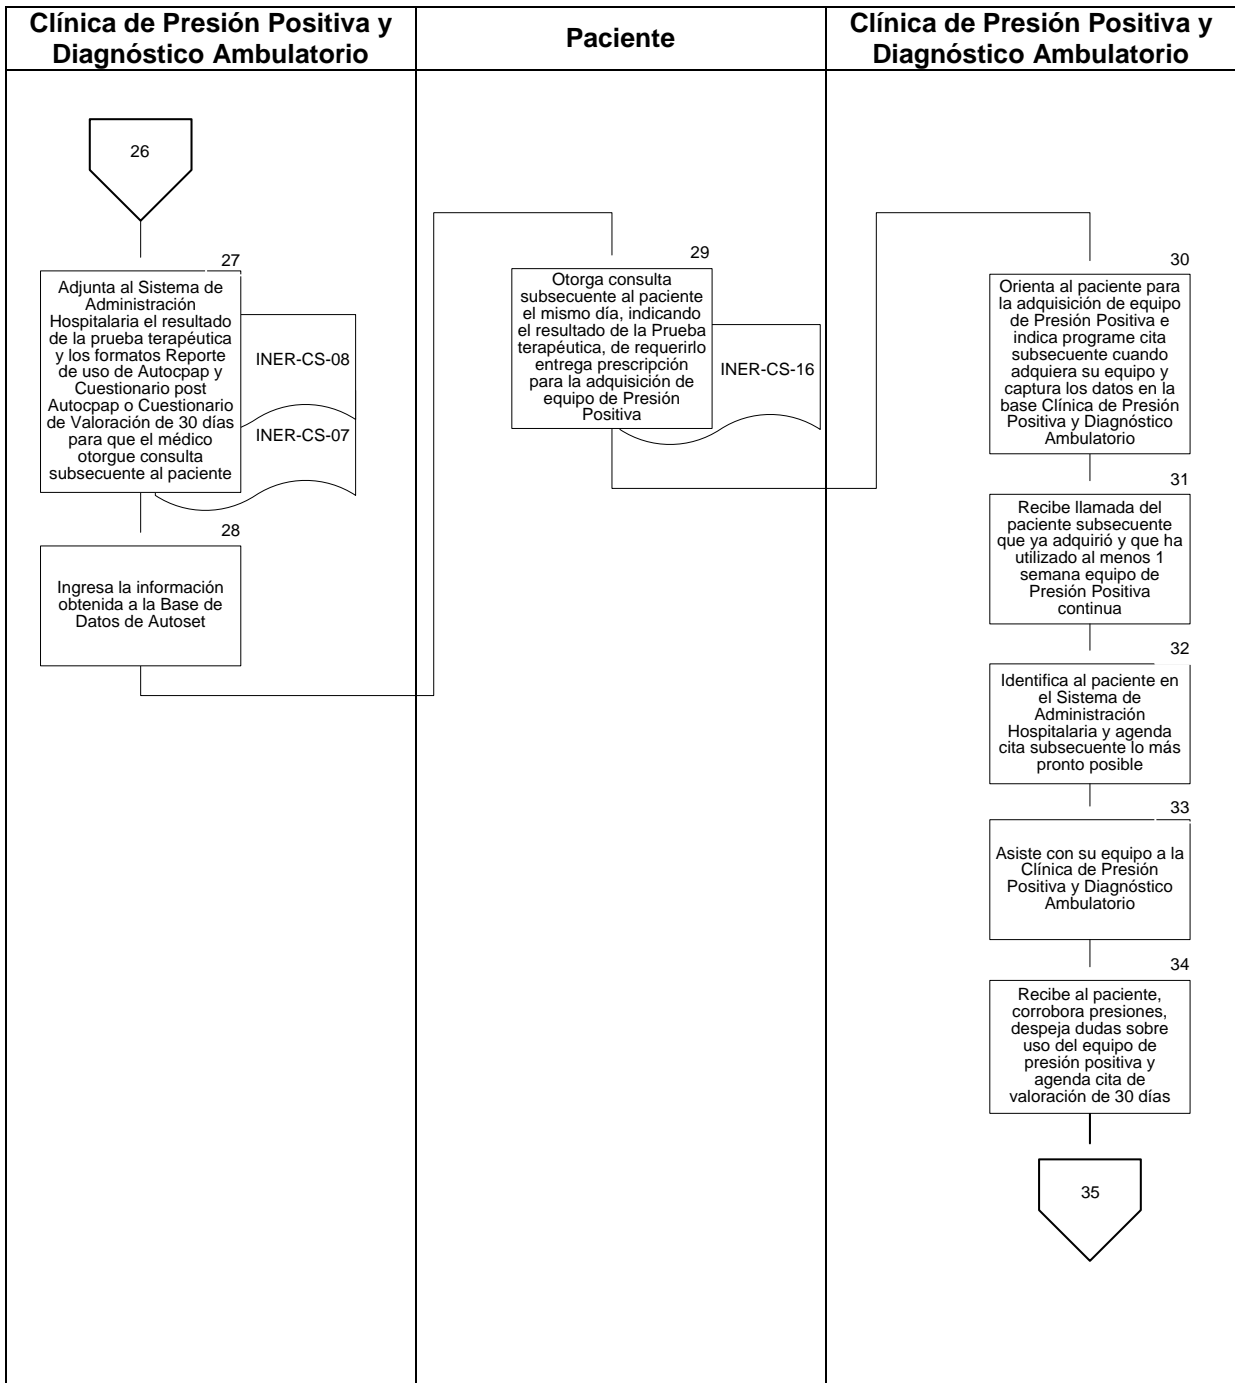 Clínica de Presión Positiva y
Diagnóstico Ambulatorio
Paciente
Clínica de Presión Positiva y
Diagnóstico Ambulatorio
26
27
Adjunta al Sistema de
Administración
Hospitalaria el resultado
de la prueba terapéutica
y los formatos Reporte
de uso de Autocpap y
Cuestionario post
Autocpap o Cuestionario
de Valoración de 30 días
para que el médico
otorgue consulta
subsecuente al paciente
INER-CS-08
INER-CS-07
28
Ingresa la información
obtenida a la Base de
Datos de Autoset
29
Otorga consulta
subsecuente al paciente
el mismo día, indicando
el resultado de la Prueba
terapéutica, de requerirlo
entrega prescripción
para la adquisición de
equipo de Presión
Positiva
INER-CS-16
30
Orienta al paciente para
la adquisición de equipo
de Presión Positiva e
indica programe cita
subsecuente cuando
adquiera su equipo y
captura los datos en la
base Clínica de Presión
Positiva y Diagnóstico
Ambulatorio
31
Recibe llamada del
paciente subsecuente
que ya adquirió y que ha
utilizado al menos 1
semana equipo de
Presión Positiva
continua
32
Identifica al paciente en
el Sistema de
Administración
Hospitalaria y agenda
cita subsecuente lo más
pronto posible
33
Asiste con su equipo a la
Clínica de Presión
Positiva y Diagnóstico
Ambulatorio
34
Recibe al paciente,
corrobora presiones,
despeja dudas sobre
uso del equipo de
presión positiva y
agenda cita de
valoración de 30 días
35